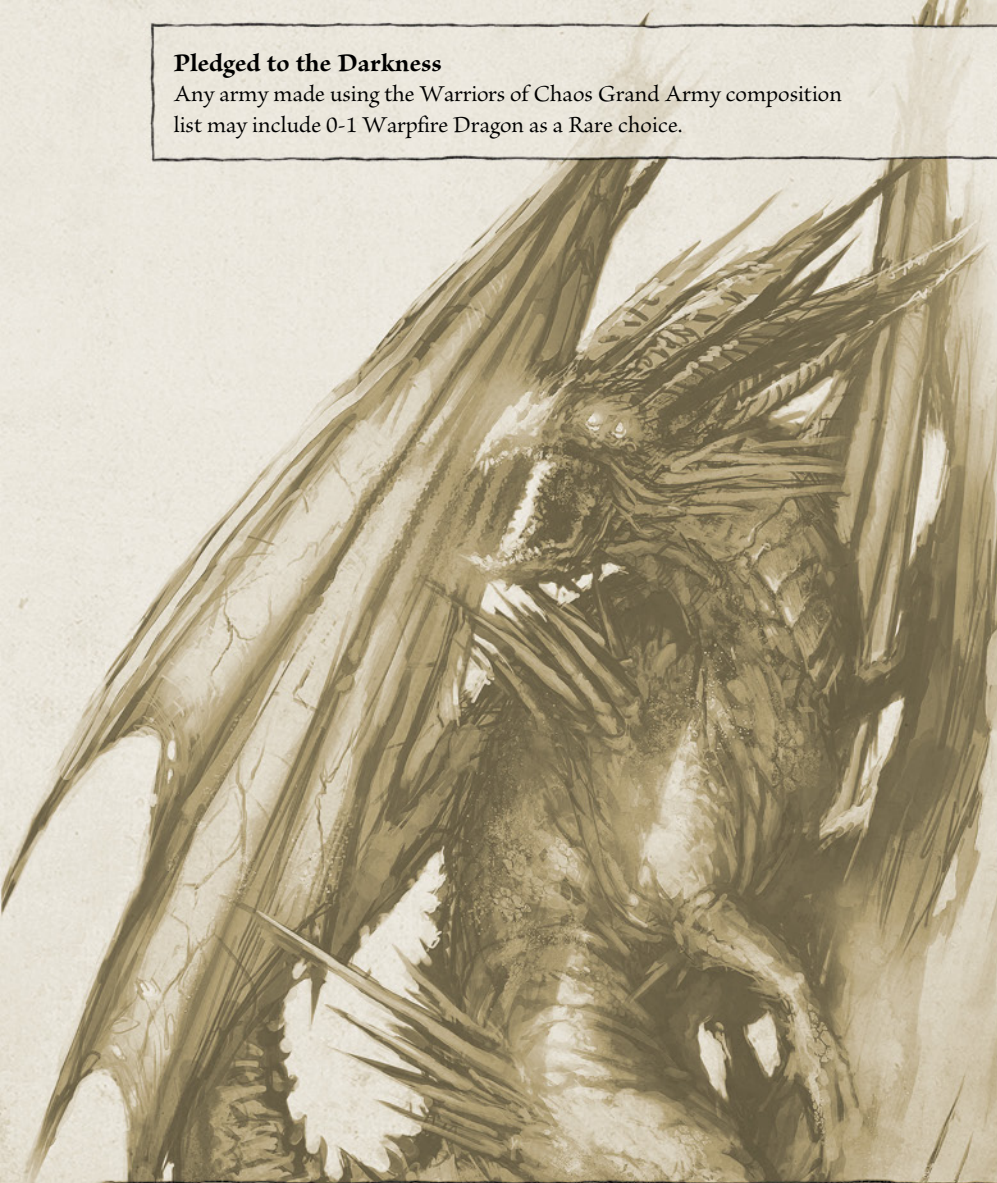 Pledged to the Darkness
Any army made using the Warriors of Chaos Grand Army composition
list may include 0-1 Warpfire Dragon as a Rare choice.